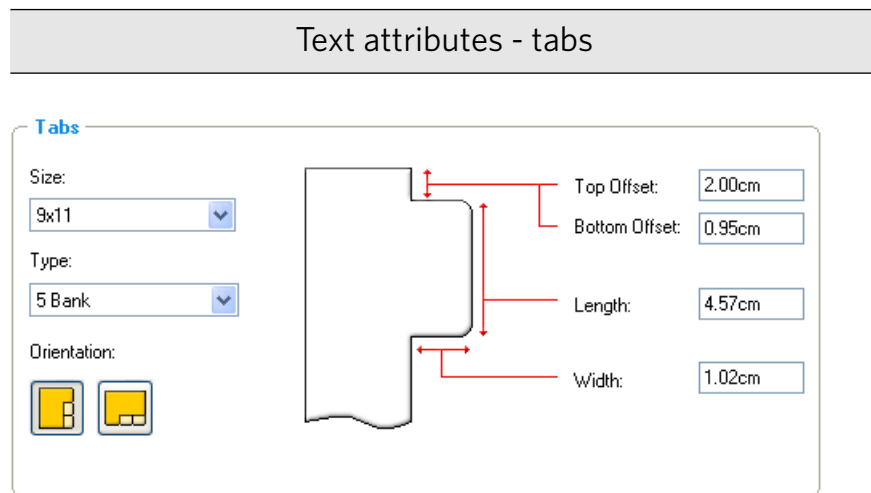 Text attributes - tabs
Tabs
Size:
9x11
Type:
5 Bank
Orientation:
Top Offset: 2.00cm
Bottom Offset: 0.95cm
Length: 4.57cm
Width: 1.02cm